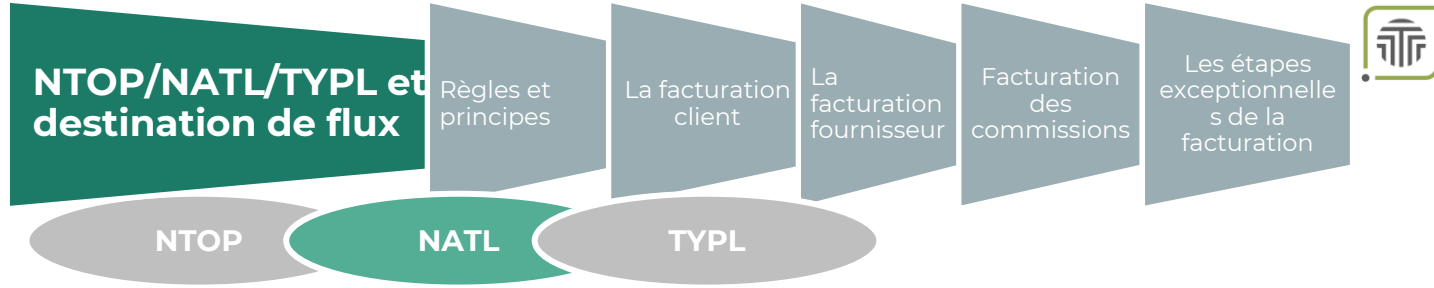 NTOP/NATL/TYPL et
destination de flux
Règles et
principes
La facturation
client
La
facturation
fournisseur
Facturation
des
commissions
Les étapes
exceptionnelle
s de la
facturation
NTOP
NATL
TYPL